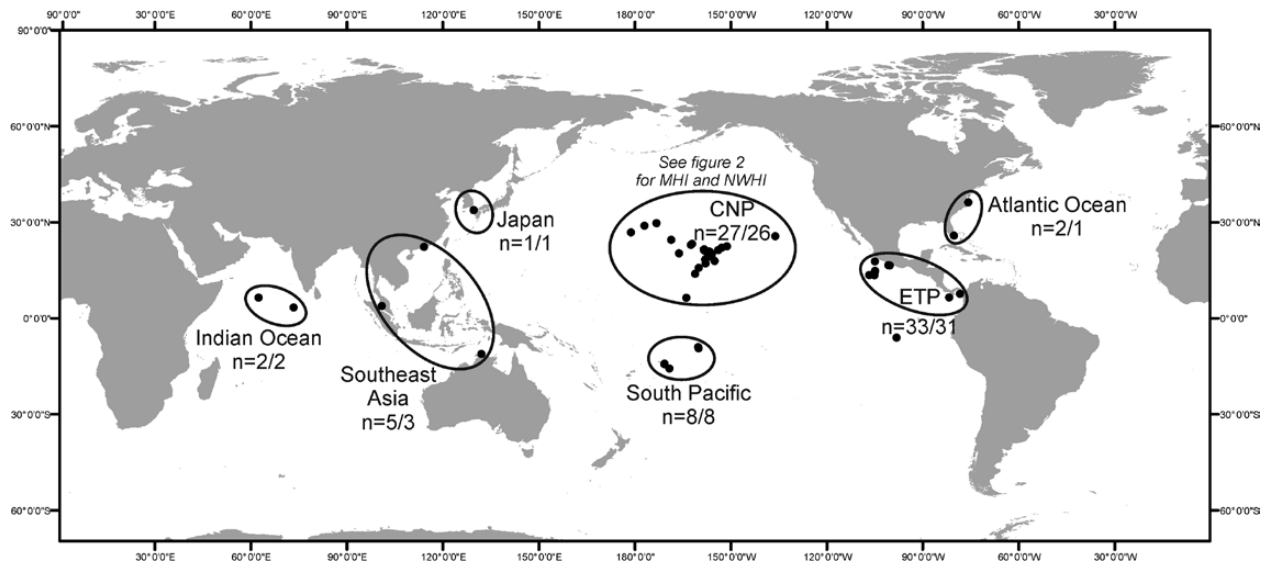 90°0'0"E 30°0'0"E 60°0'0"E 90°0'0"E 120°0'0"E 150°0'0"E 180°0'0"E 150°0'0"W 120°0'0"W 90°0'0"W 60°0'0"W 30°0'0"W
90°0'0"N
60°0'0"N 60°0'0"N
See figure 2
for MHI and NWHI
30°0'0"N 30°0'0"N
Japan
n=1/1
CNP
n=27/26
Atlantic Ocean
n=2/1
0°0'0" 0°0'0"
Indian Ocean
n=2/2
ETP
n=33/31
Southeast
Asia
n=5/3
South Pacific
n=8/8
30°0'0"S 30°0'0"S
60°0'0"S 60°0'0"S
30°0'0"E 60°0'0"E 90°0'0"E 120°0'0"E 150°0'0"E 180°0'0"E 150°0'0"W 120°0'0"W 90°0'0"W 60°0'0"W 30°0'0"W